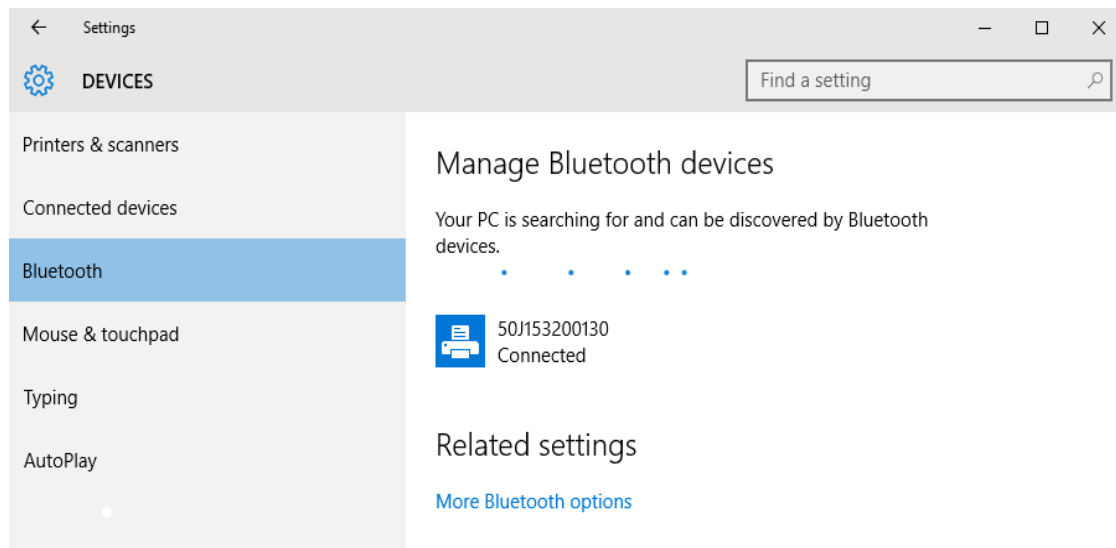 Settings
DEVICES
Find a setting
Printers & scanners
Connected devices
Bluetooth
Mouse & touchpad
Typing
AutoPlay
Manage Bluetooth devices
Your PC is searching for and can be discovered by Bluetooth
devices.
50J153200130
Connected
Related settings
More Bluetooth options